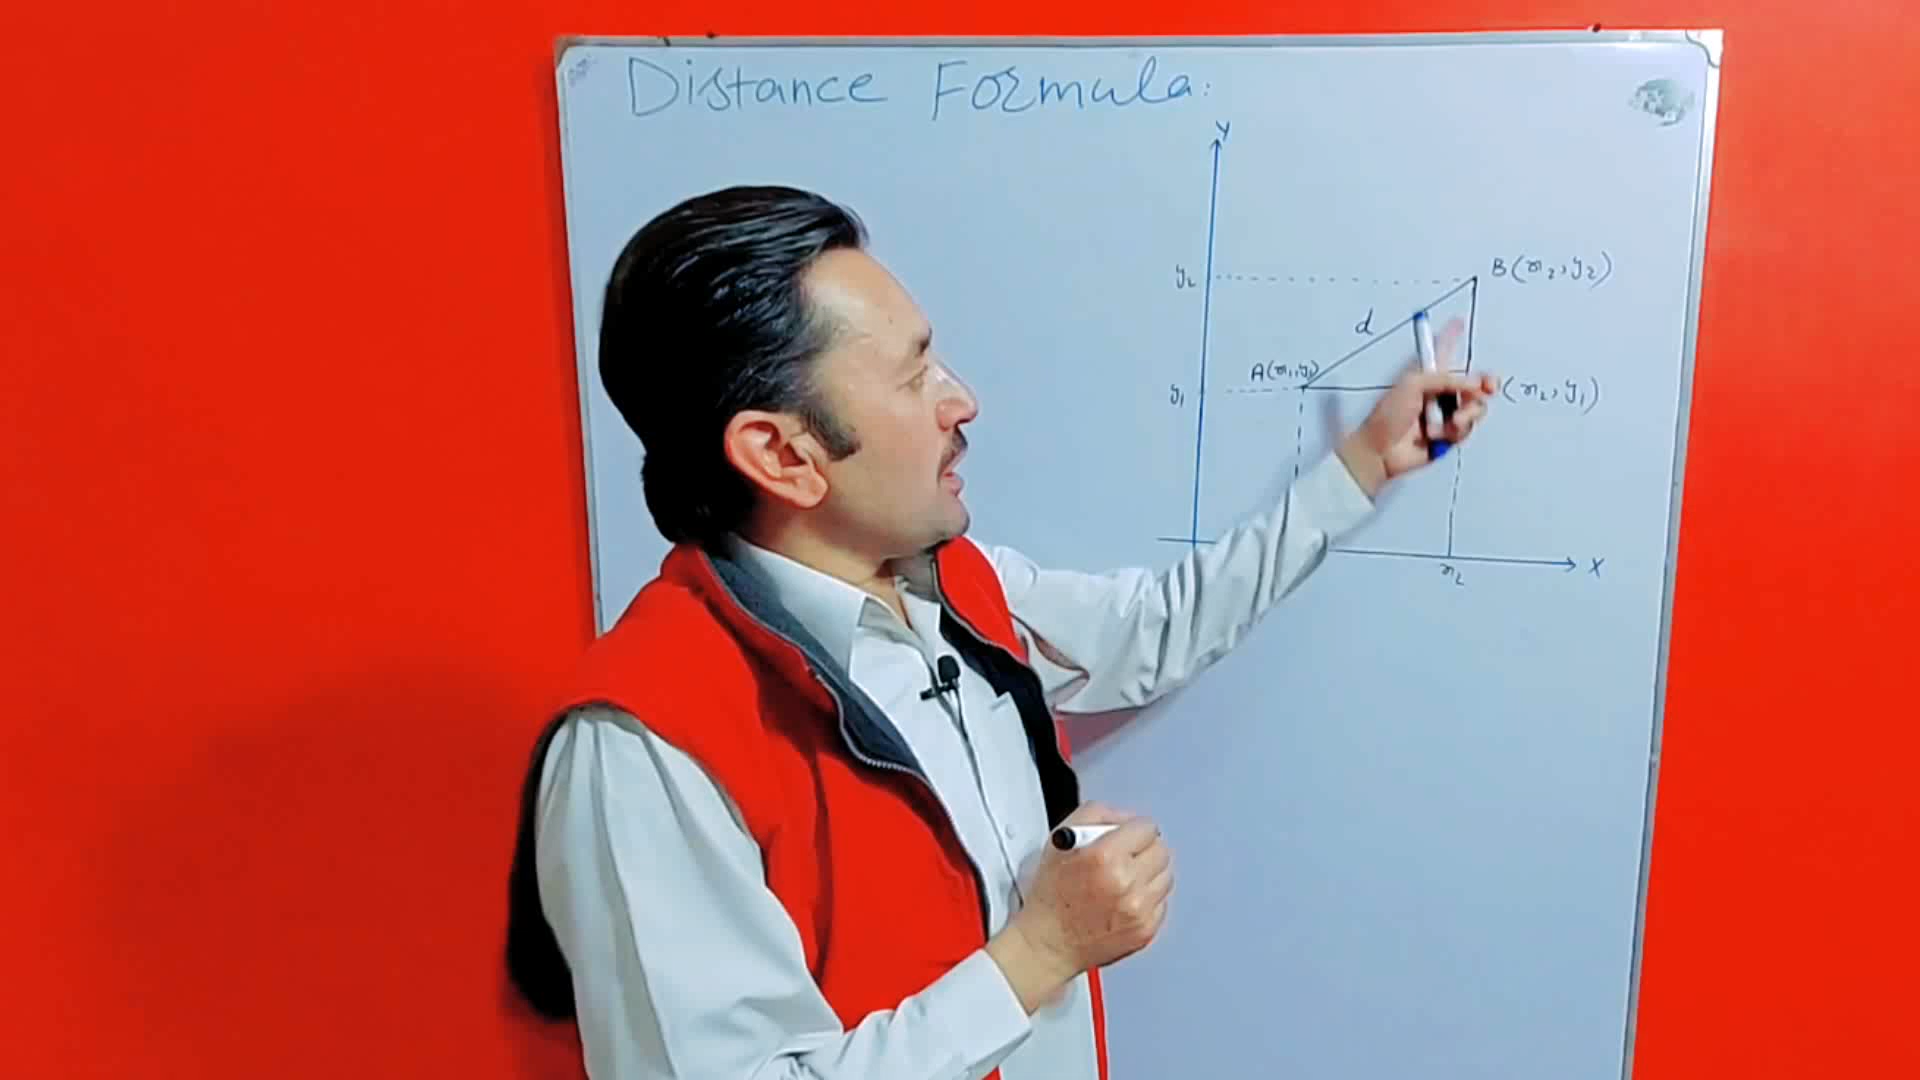 Distance Formula:
Y
y₂
B(x₂, y₂)
d
A(x₁, y₁)
y₁
(x₂, y₁)
x₂
X